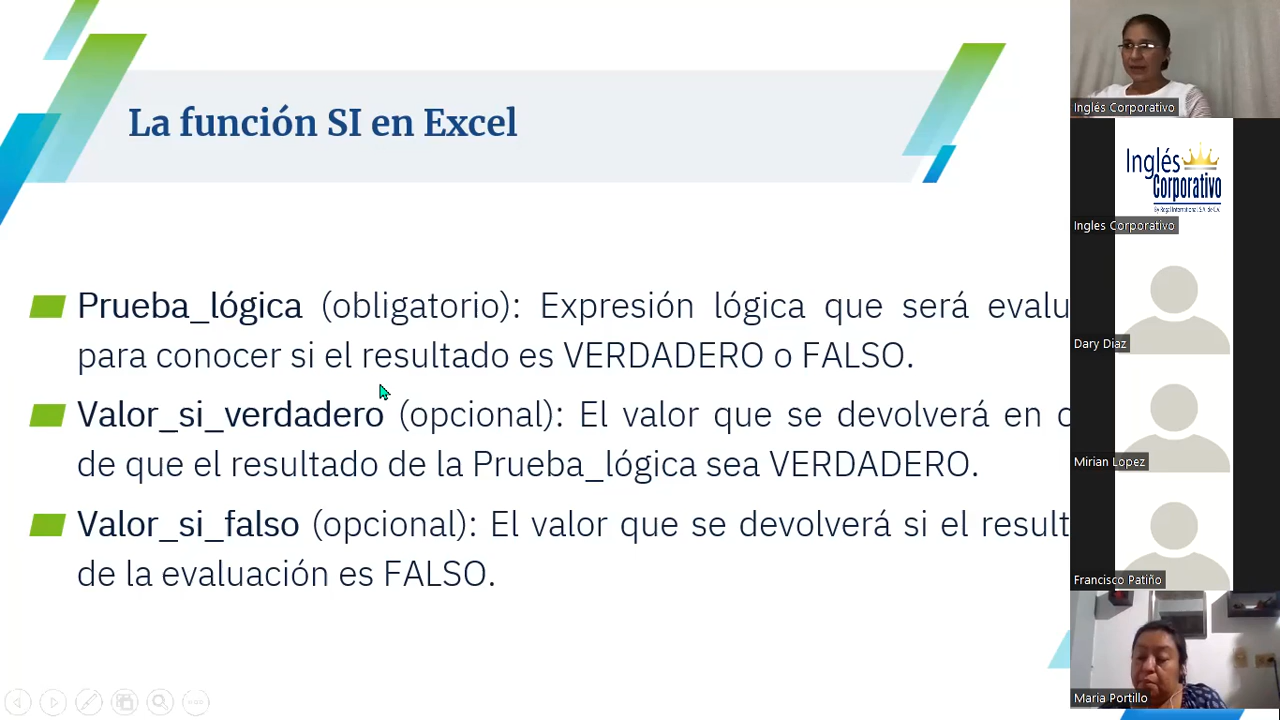 La función SI en Excel
Prueba_lógica (obligatorio): Expresión lógica que será evalu
para conocer si el resultado es VERDADERO o FALSO.
Valor_si_verdadero (opcional): El valor que se devolverá en c
de que el resultado de la Prueba_lógica sea VERDADERO.
Valor_si_falso (opcional): El valor que se devolverá si el result
de la evaluación es FALSO.
Inglés Corporativo
Inglés
Corporativo
Ingles Corporativo
Dary Diaz
Mirian Lopez
Francisco Patiño
Maria Portillo